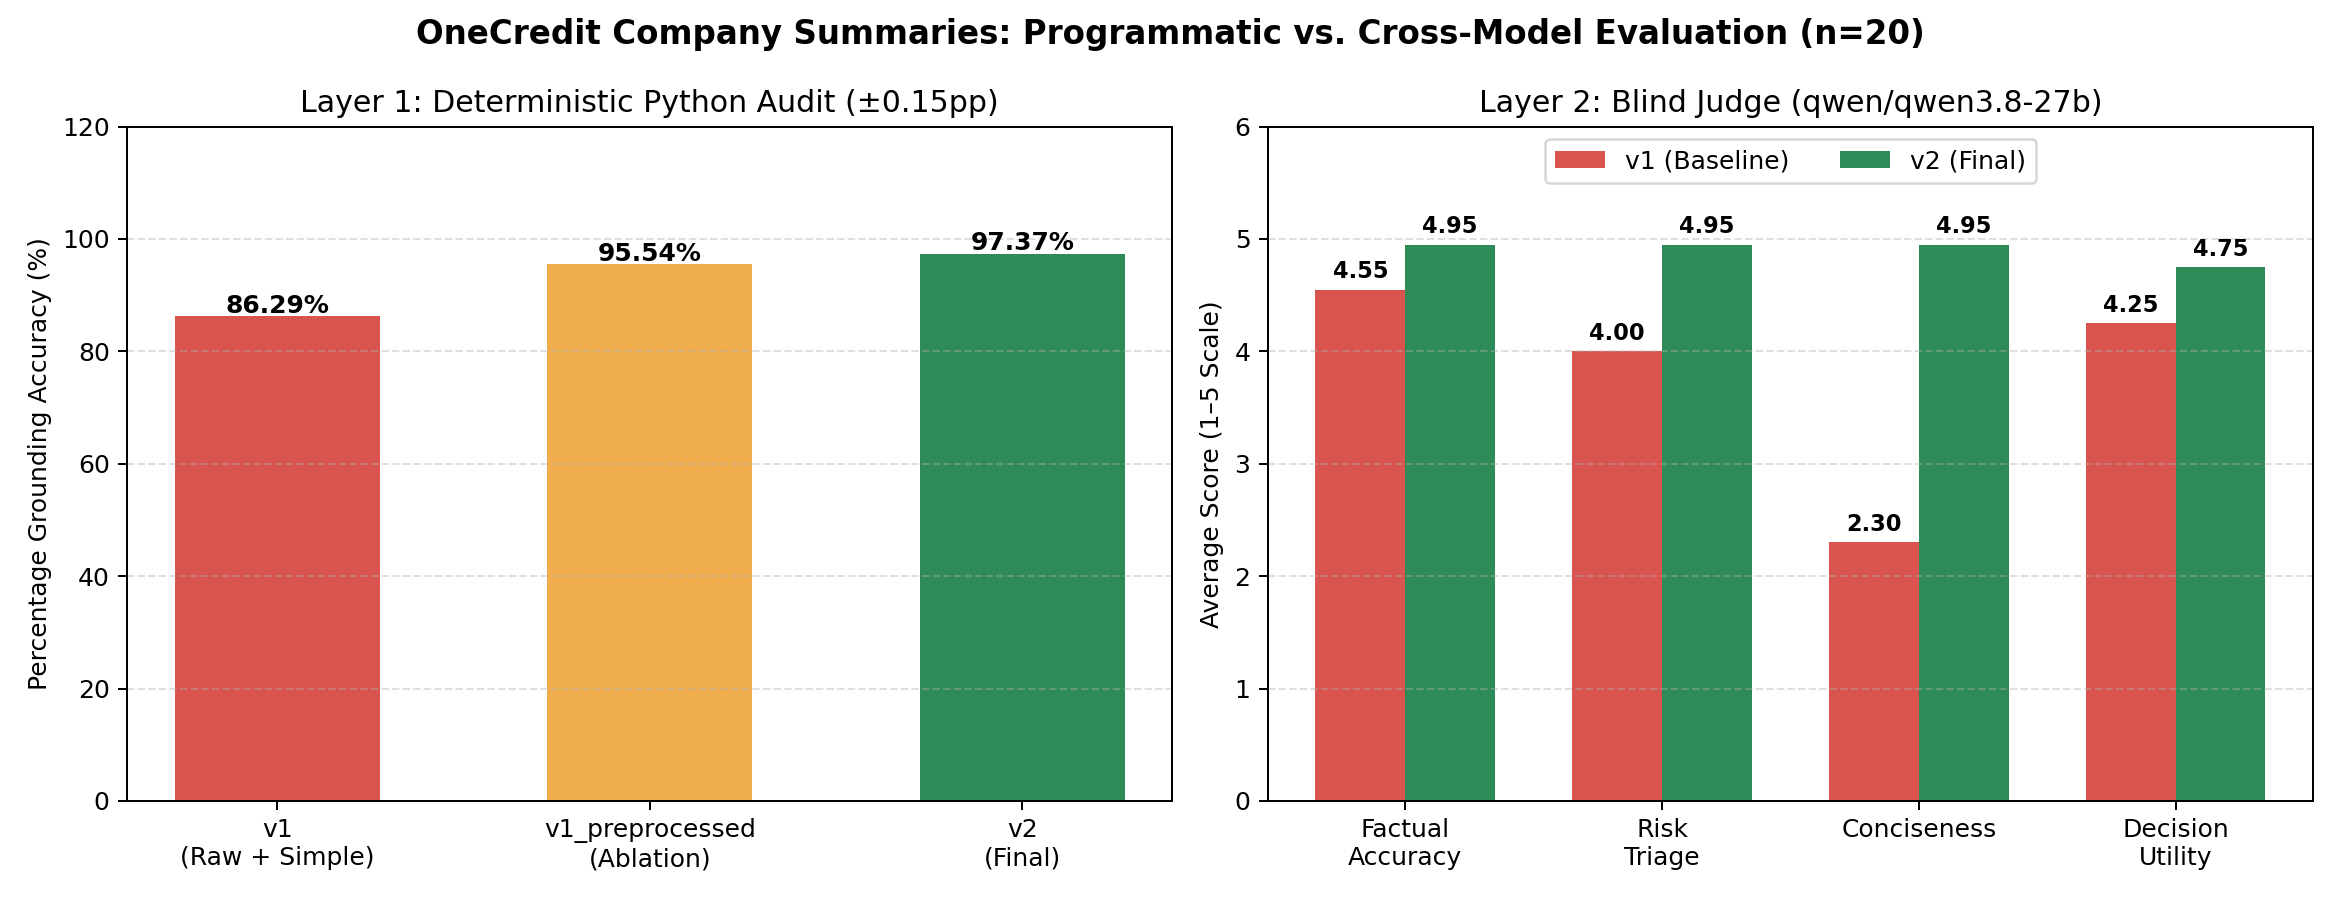 OneCredit Company Summaries: Programmatic vs. Cross-Model Evaluation (n=20)
Layer 1: Deterministic Python Audit (±0.15pp)
Percentage Grounding Accuracy (%)
120
100
80
60
40
20
0
86.29%
95.54%
97.37%
v1
(Raw + Simple)
v1_preprocessed
(Ablation)
v2
(Final)
Layer 2: Blind Judge (qwen/qwen3.8-27b)
Average Score (1–5 Scale)
6
5
4
3
2
1
0
v1 (Baseline)
v2 (Final)
4.55
4.95
4.00
4.95
2.30
4.95
4.25
4.75
Factual
Accuracy
Risk
Triage
Conciseness
Decision
Utility